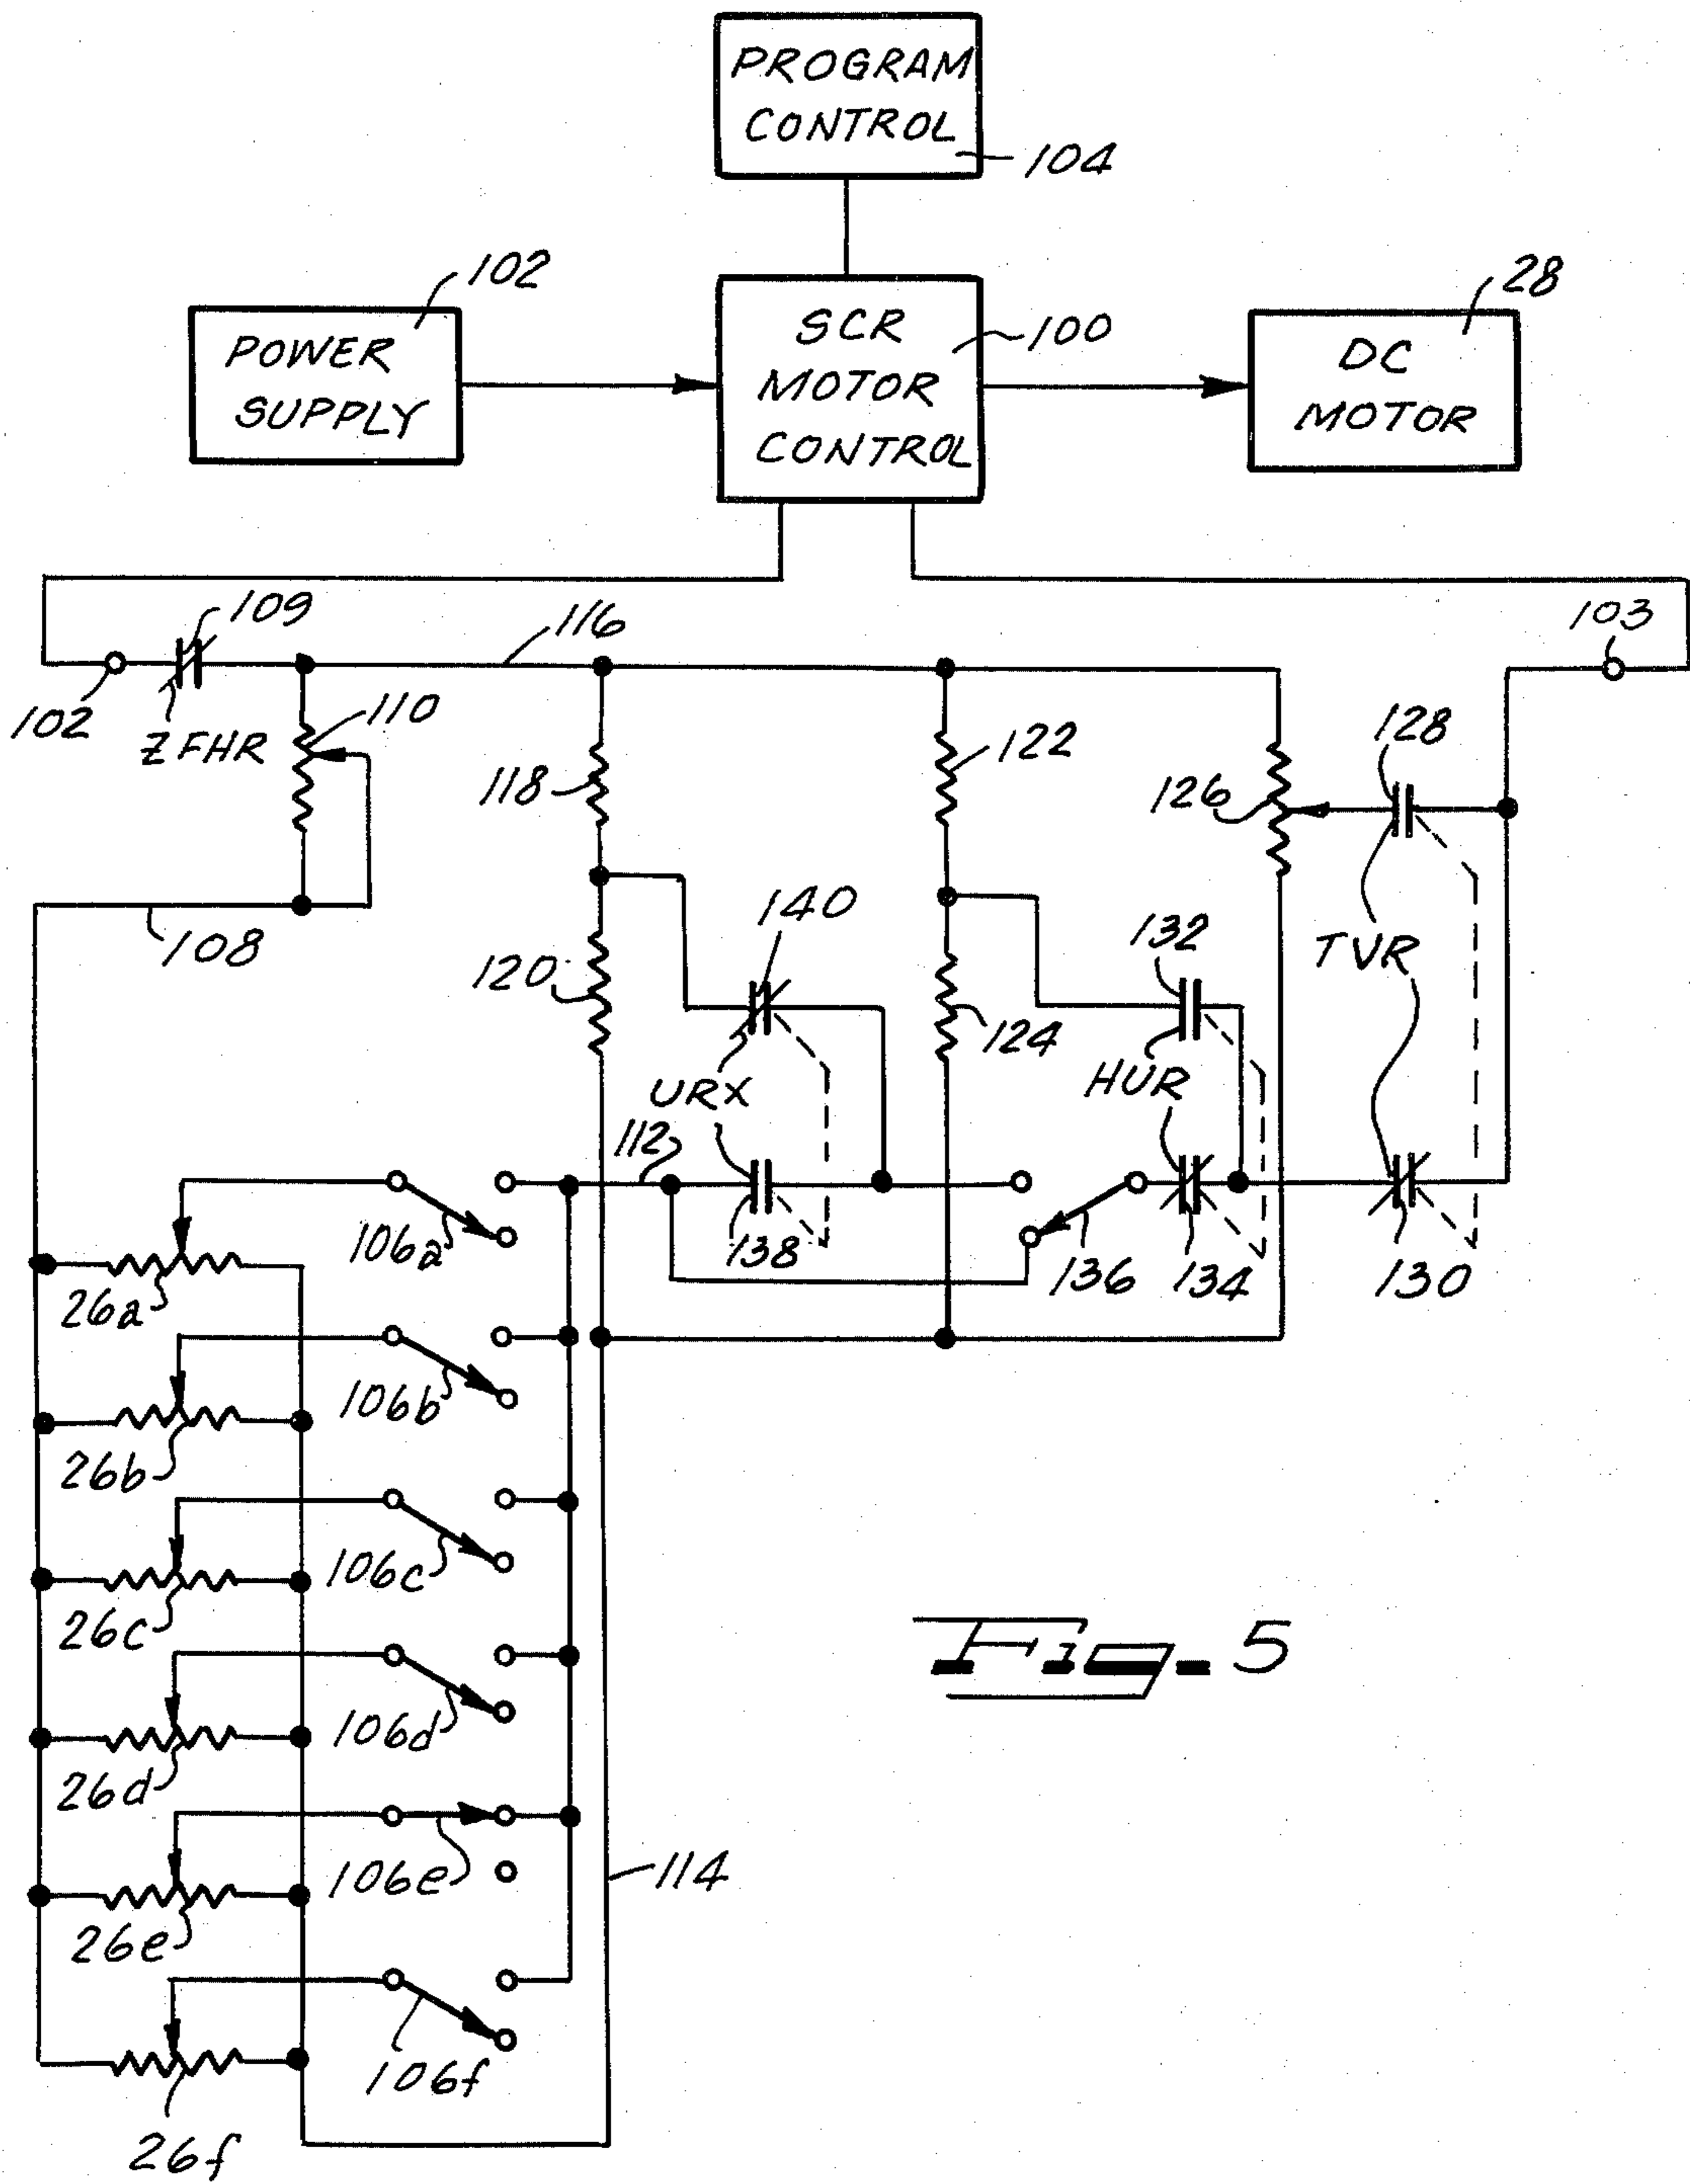 PROGRAM
CONTROL
104
102
POWER
SUPPLY
SCR
MOTOR
CONTROL
100
28
DC
MOTOR
109
116
103
102
ZFHR
110
118
122
126
128
108
120
140
132
TVR
124
URX
HUR
112
106a
138
136
134
130
26a
106b
26b
106c
26c
106d
26d
106e
114
26e
106f
26f
Fig. 5